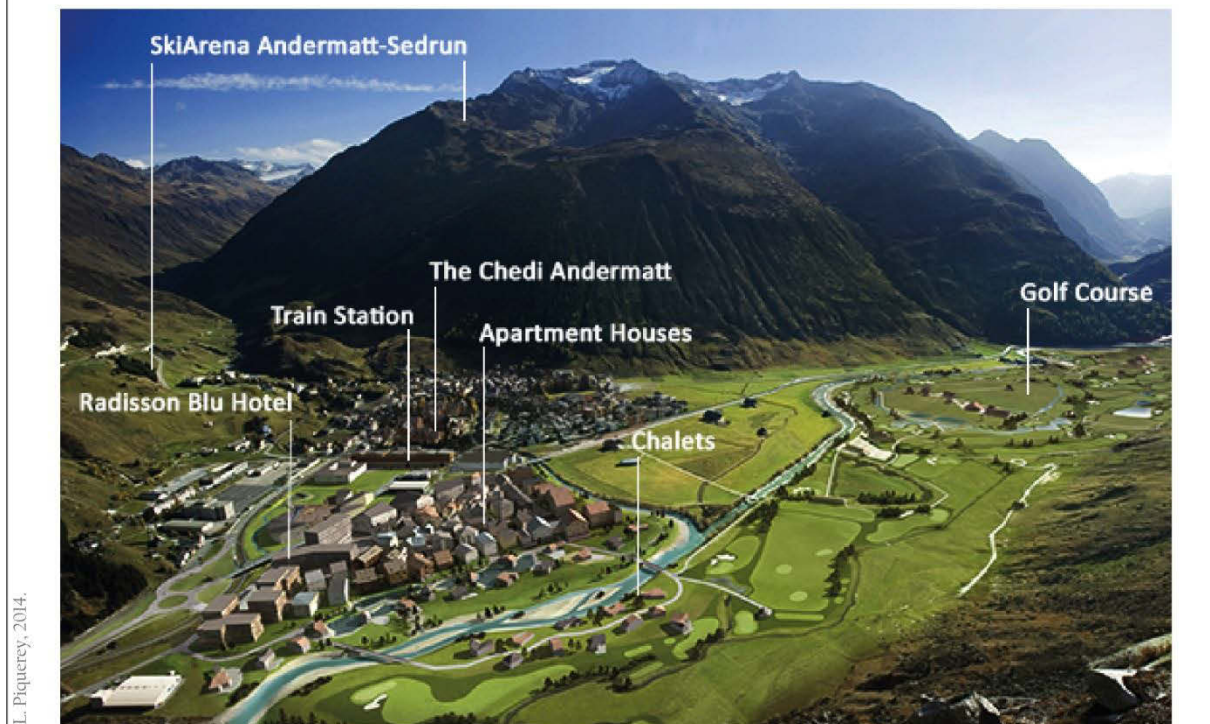 SkiArena Andermatt-Sedrun
The Chedi Andermatt
Golf Course
Train Station
Apartment Houses
Radisson Blu Hotel
Chalets
L. Piquerey, 2014.